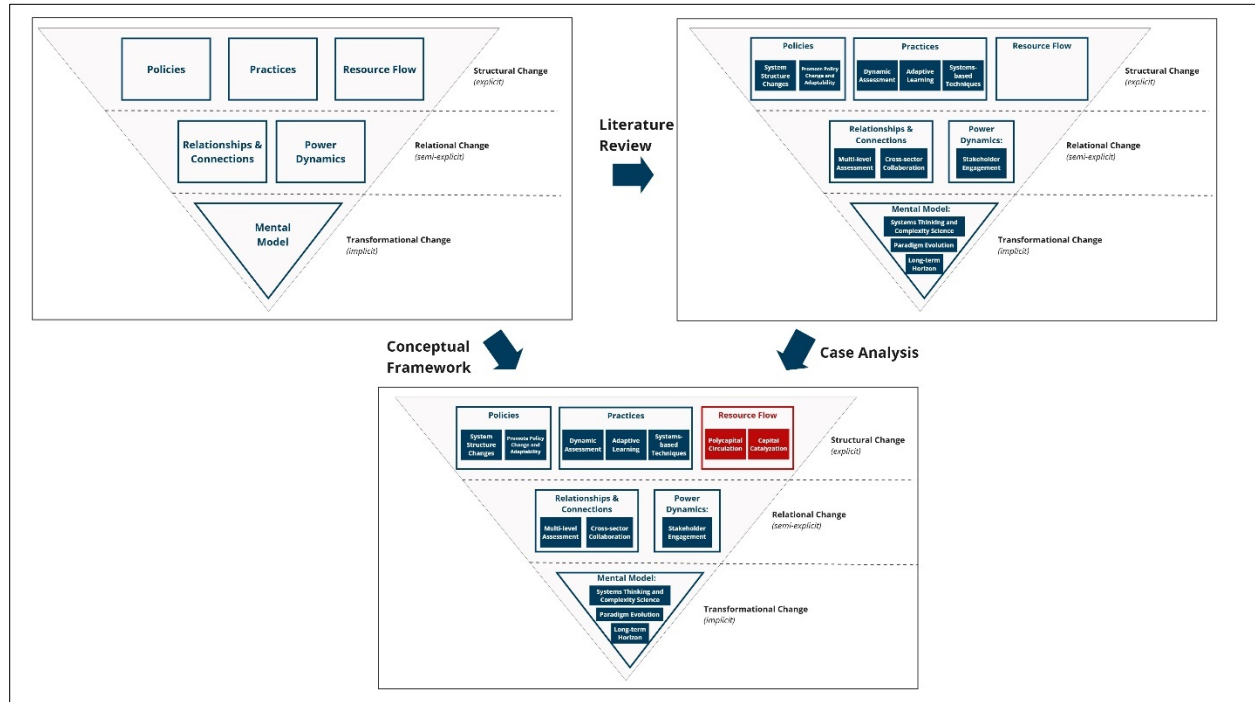 Policies
Practices
Resource Flow
Structural Change
(explicit)
Relationships &
Connections
Power
Dynamics
Relational Change
(semi-explicit)
Mental
Model
Transformational Change
(implicit)
Literature
Review
Policies
System
Structure
Changes
Promote Policy
Change and
Adaptability
Practices
Dynamic
Assessment
Adaptive
Learning
Systems-
based
Techniques
Resource Flow
Structural Change
(explicit)
Relationships &
Connections
Multi-level
Assessment
Cross-sector
Collaboration
Power
Dynamics:
Stakeholder
Engagement
Relational Change
(semi-explicit)
Mental Model:
Systems Thinking and
Complexity Science
Paradigm Evolution
Long-term
Horizon
Transformational Change
(implicit)
Conceptual
Framework
Case Analysis
Policies
System
Structure
Changes
Promote Policy
Change and
Adaptability
Practices
Dynamic
Assessment
Adaptive
Learning
Systems-
based
Techniques
Resource Flow
Polycapital
Circulation
Capital
Catalyzation
Structural Change
(explicit)
Relationships &
Connections
Multi-level
Assessment
Cross-sector
Collaboration
Power
Dynamics:
Stakeholder
Engagement
Relational Change
(semi-explicit)
Mental Model:
Systems Thinking and
Complexity Science
Paradigm Evolution
Long-term
Horizon
Transformational Change
(implicit)